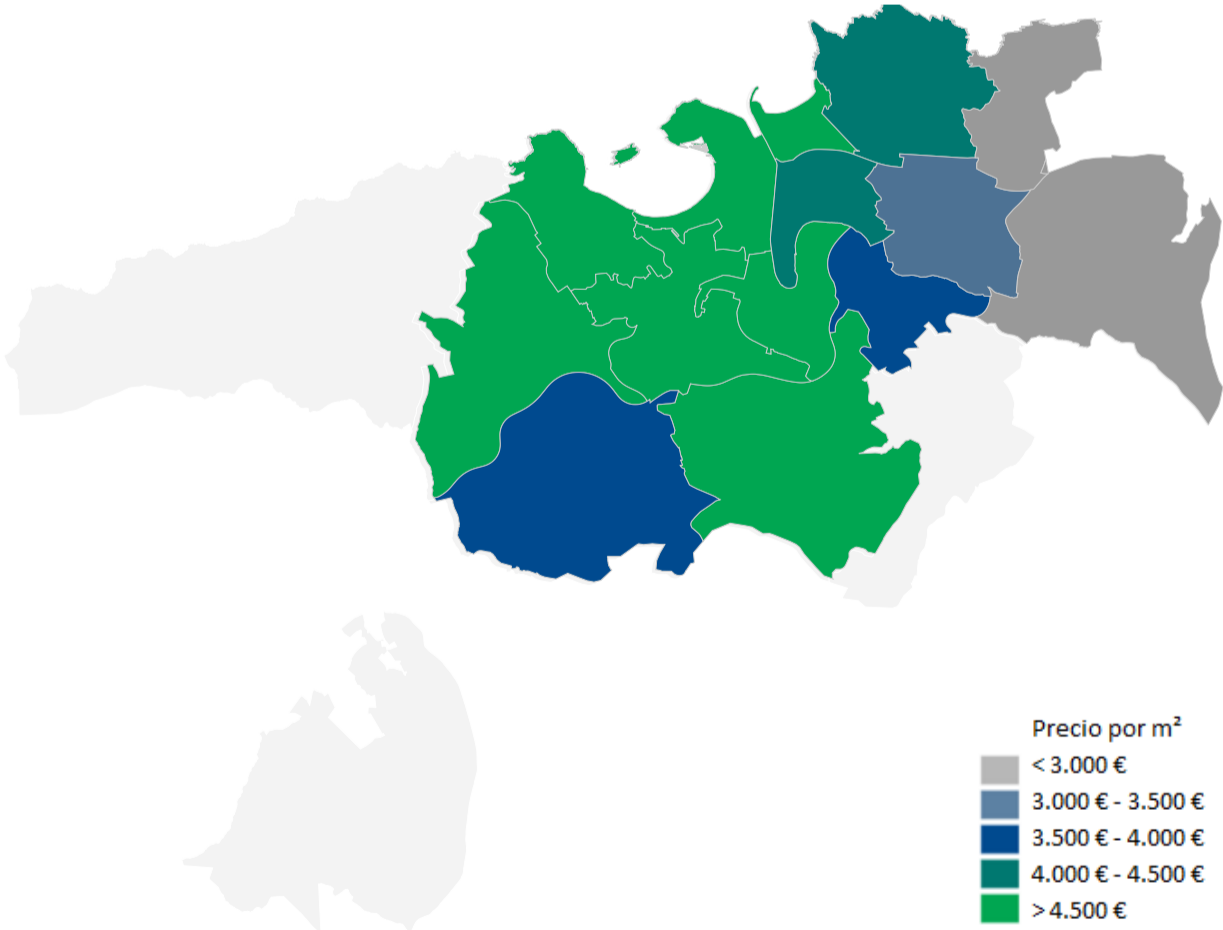 Precio por m²
< 3.000 €
3.000 € - 3.500 €
3.500 € - 4.000 €
4.000 € - 4.500 €
> 4.500 €